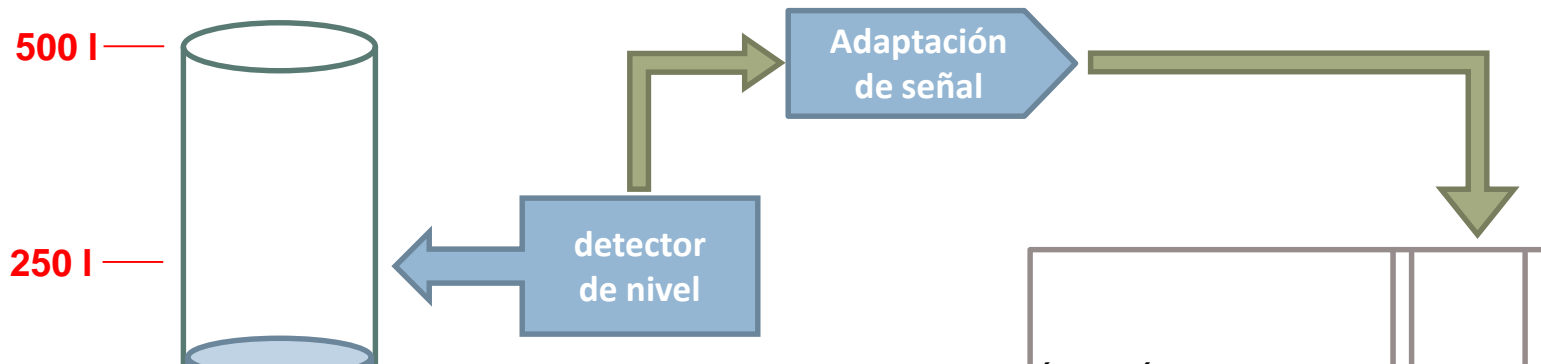 500 l
Adaptación
de señal
detector
de nivel
250 l